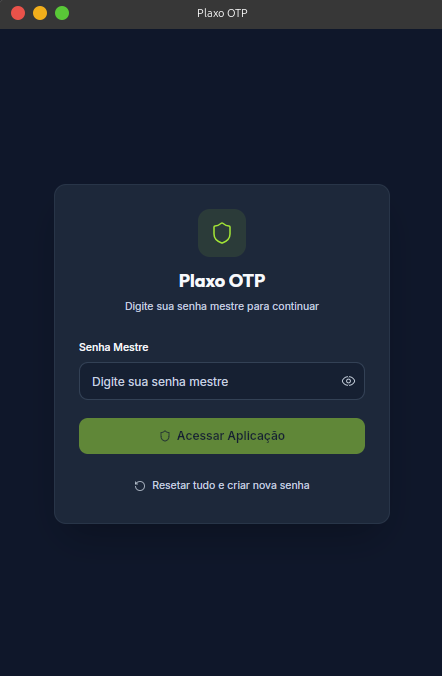 Plaxo OTP
Plaxo OTP
Digite sua senha mestre para continuar
Senha Mestre
Digite sua senha mestre
Acessar Aplicação
Resetar tudo e criar nova senha